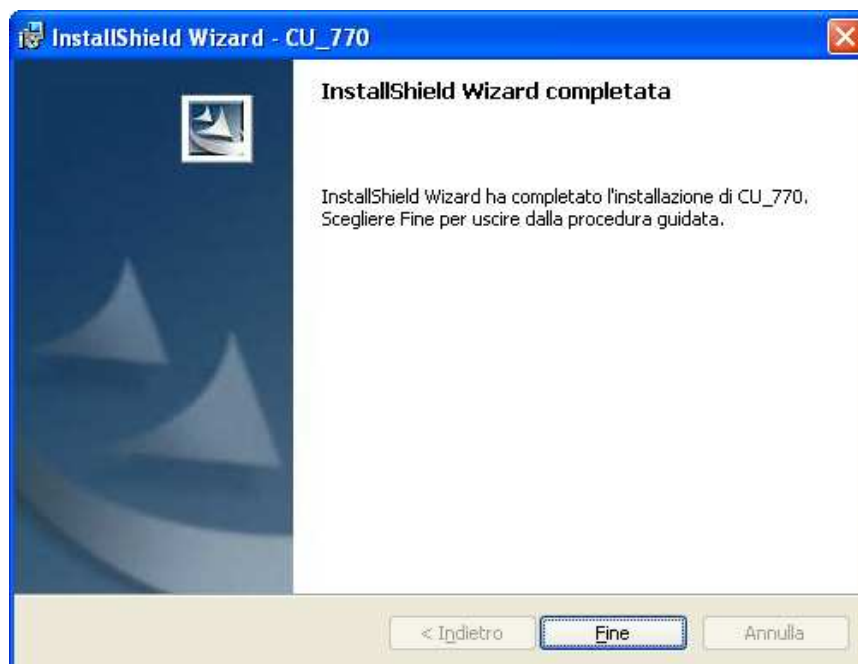 InstallShield Wizard - CU_770
InstallShield Wizard completata
InstallShield Wizard ha completato l'installazione di CU_770.
Scegliere Fine per uscire dalla procedura guidata.
< Indietro
Fine
Annulla